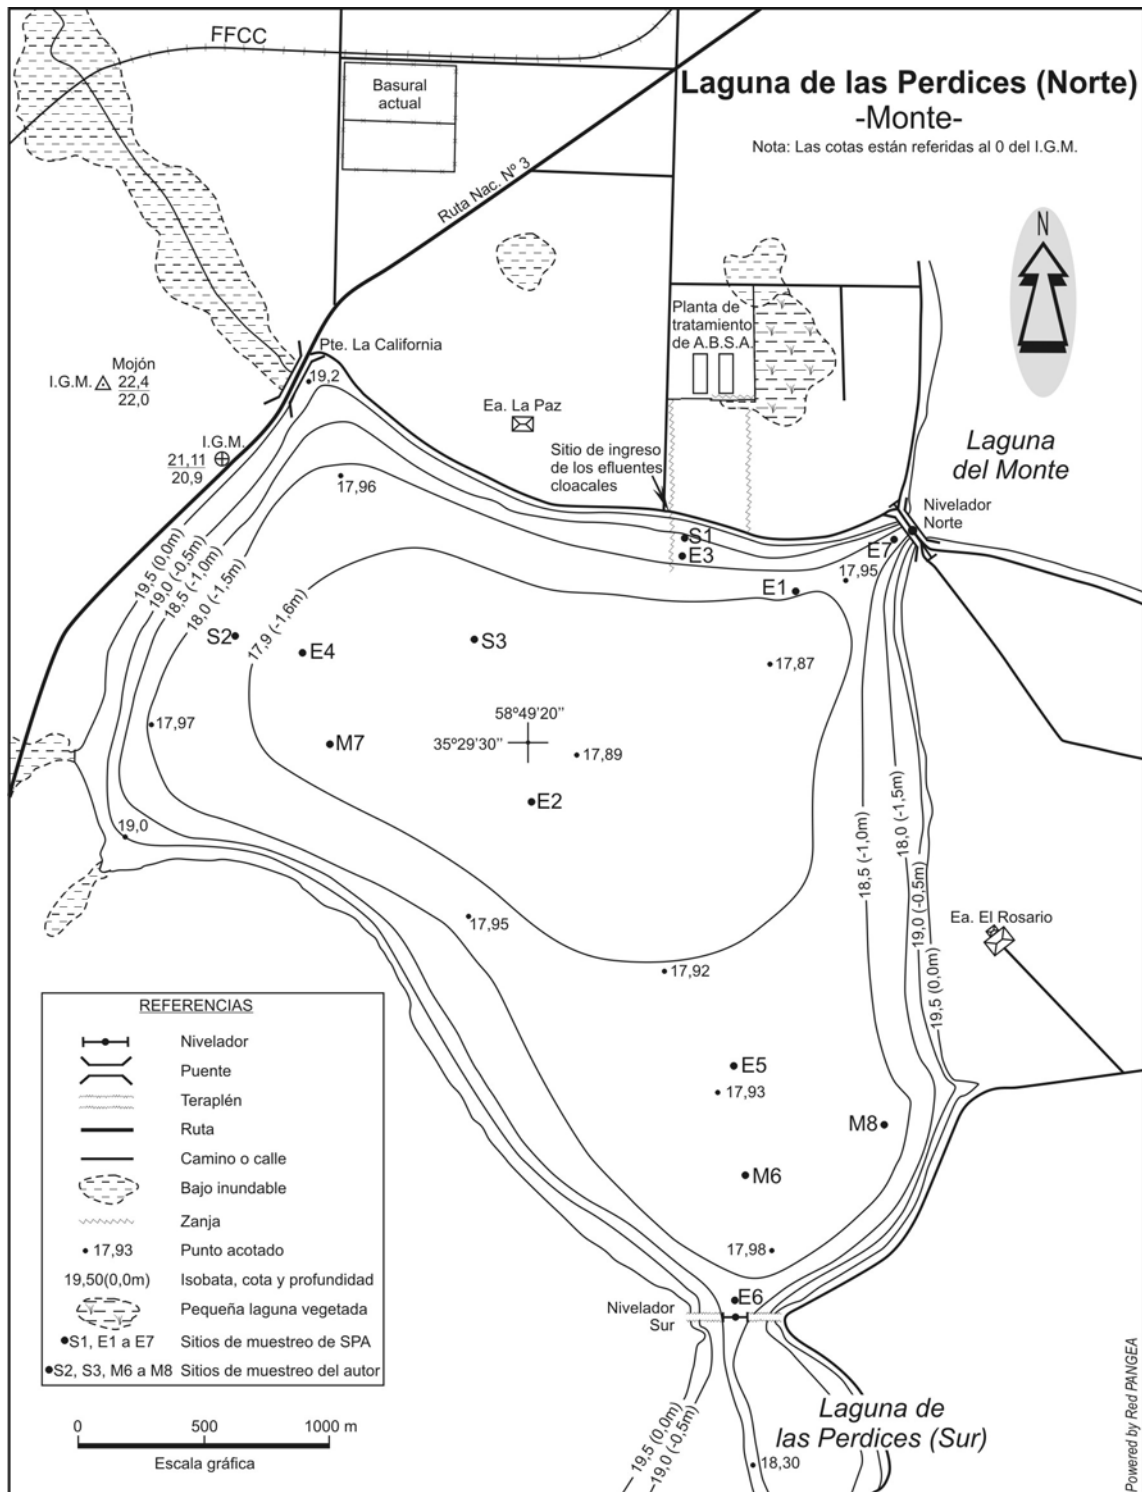 FFCC
Basural
actual
Laguna de las Perdices (Norte)
-Monte-
Nota: Las cotas están referidas al 0 del I.G.M.
Ruta Nac. Nº 3
N
Planta de
tratamiento
de A.B.S.A.
Pte. La California
Mojón
I.G.M. 22,4
22,0
19,2
Ea. La Paz
I.G.M.
21,11
20,9
Sitio de ingreso
de los efluentes
cloacales
Laguna
del Monte
17,96
Nivelador
Norte
S1
E3
E7
17,95
E1
19,5 (0,0m)
19,0 (-0,5m)
18,5 (-1,0m)
18,0 (-1,5m)
17,9 (-1,6m)
S2
E4
S3
17,87
58º49'20''
35º29'30''
17,97
M7
17,89
E2
19,0
18,5 (-1,0m)
18,0 (-1,5m)
19,0 (-0,5m)
19,5 (0,0m)
17,95
Ea. El Rosario
17,92
E5
17,93
M8
M6
17,98
E6
Nivelador
Sur
Laguna de
las Perdices (Sur)
19,5 (0,0m)
19,0 (-0,5m)
18,30
REFERENCIAS
Nivelador
Puente
Teraplén
Ruta
Camino o calle
Bajo inundable
Zanja
17,93 Punto acotado
19,50(0,0m) Isobata, cota y profundidad
Pequeña laguna vegetada
S1, E1 a E7 Sitios de muestreo de SPA
S2, S3, M6 a M8 Sitios de muestreo del autor
0 500 1000 m
Escala gráfica
Powered by Red PANGEA